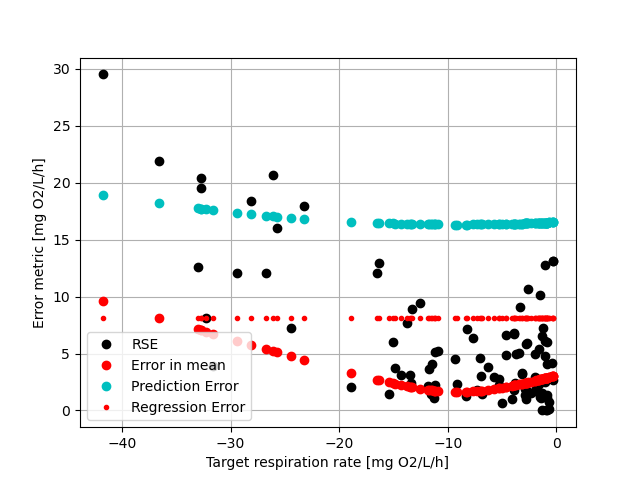 30
25
20
15
10
5
0
Error metric [mg O2/L/h]
RSE
Error in mean
Prediction Error
Regression Error
−40 −30 −20 −10 0
Target respiration rate [mg O2/L/h]